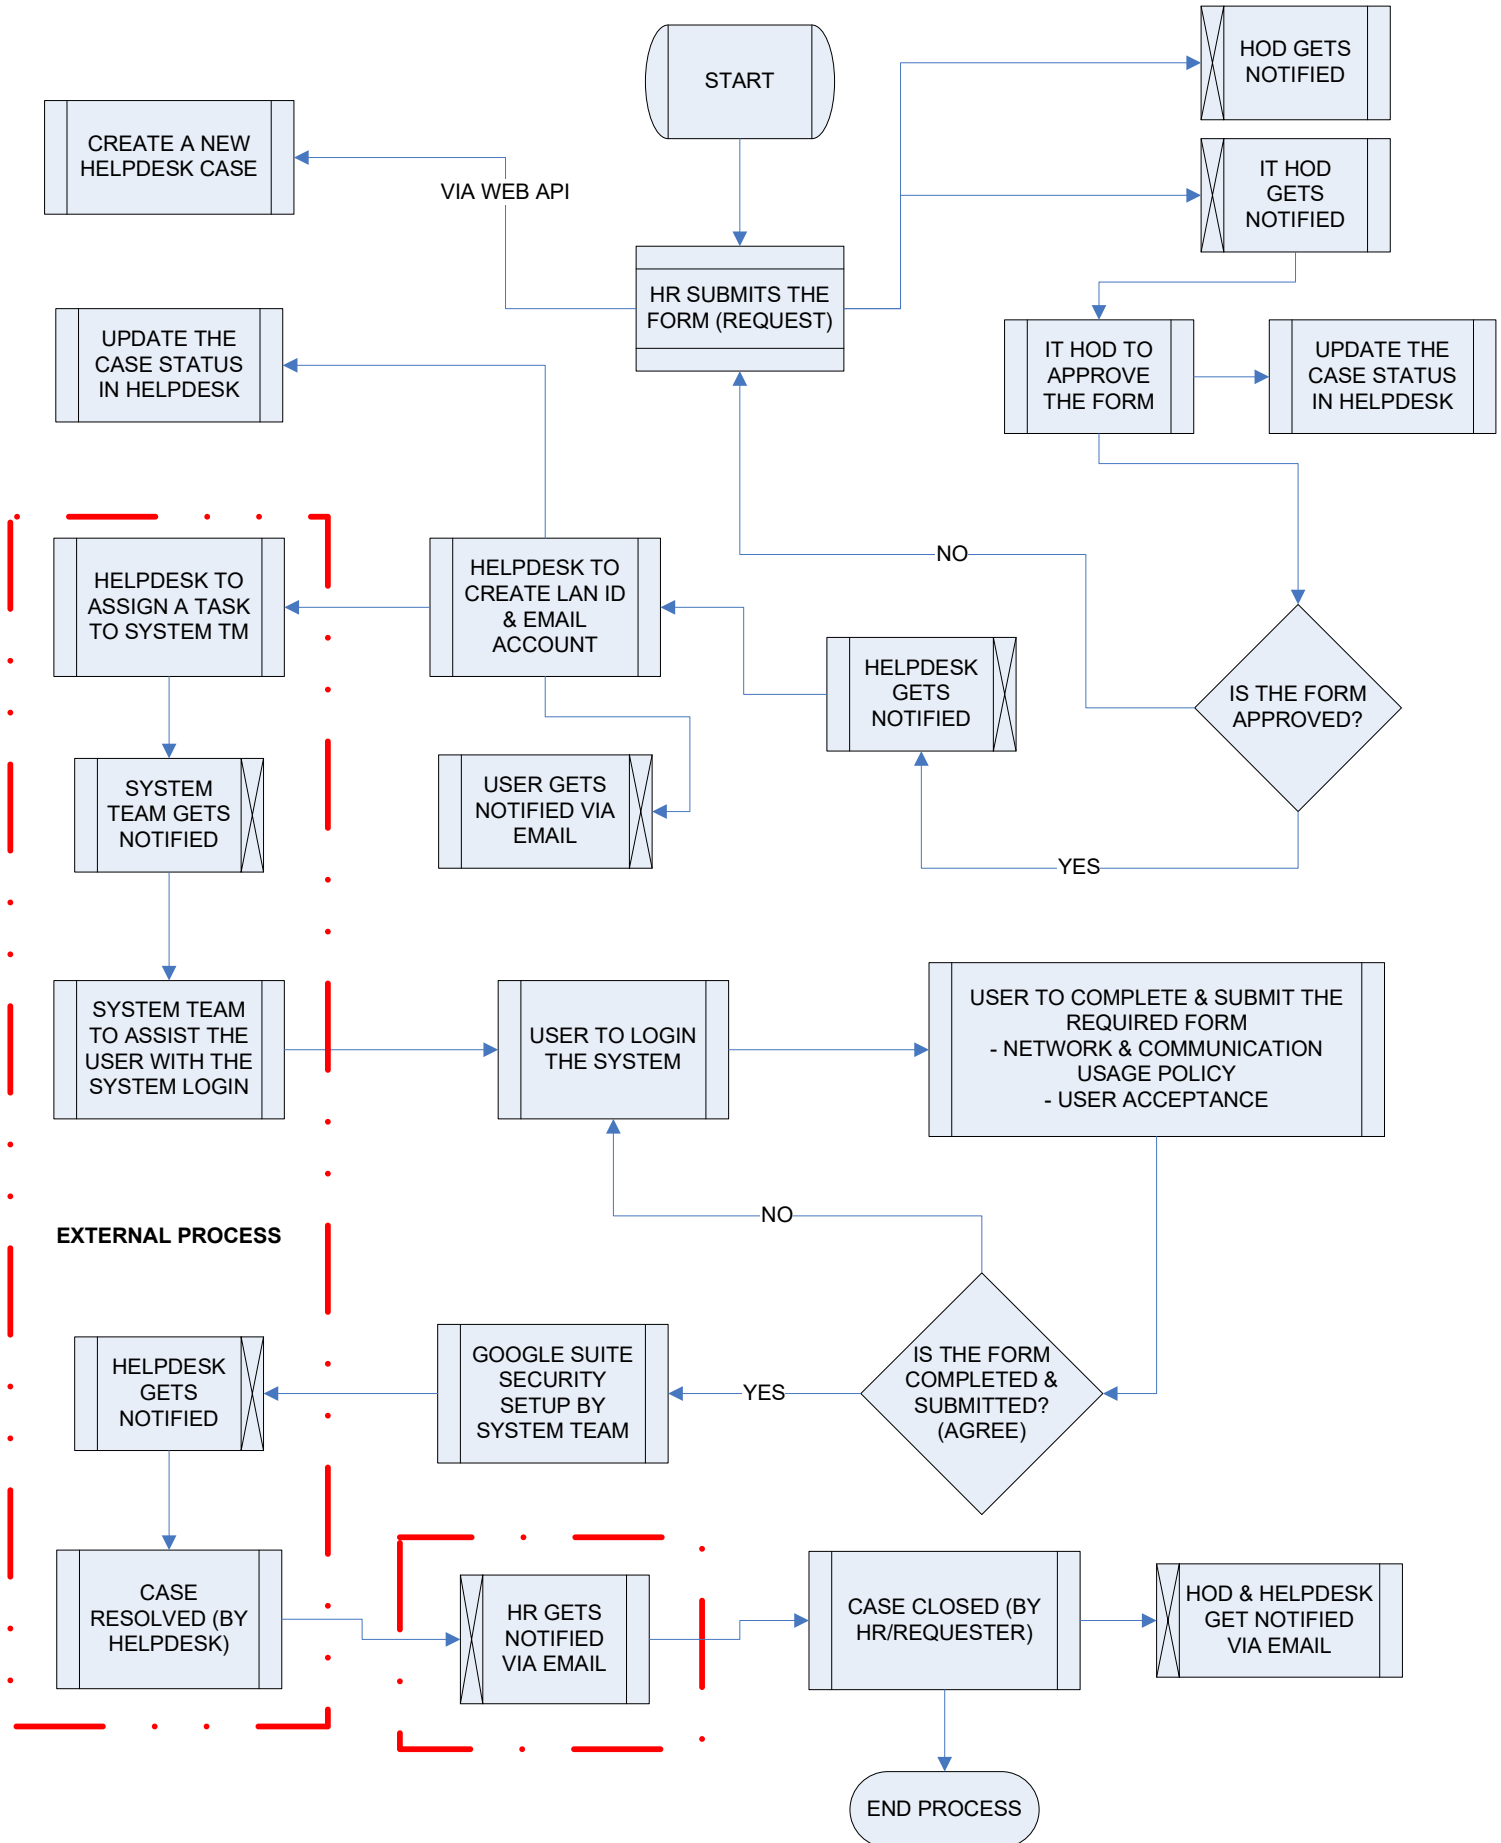 START
HOD GETS
NOTIFIED
CREATE A NEW
HELPDESK CASE
VIA WEB API
IT HOD
GETS
NOTIFIED
HR SUBMITS THE
FORM (REQUEST)
UPDATE THE
CASE STATUS
IN HELPDESK
IT HOD TO
APPROVE
THE FORM
UPDATE THE
CASE STATUS
IN HELPDESK
NO
HELPDESK TO
ASSIGN A TASK
TO SYSTEM TM
HELPDESK TO
CREATE LAN ID
& EMAIL
ACCOUNT
HELPDESK
GETS
NOTIFIED
IS THE FORM
APPROVED?
SYSTEM
TEAM GETS
NOTIFIED
USER GETS
NOTIFIED VIA
EMAIL
YES
SYSTEM TEAM
TO ASSIST THE
USER WITH THE
SYSTEM LOGIN
USER TO LOGIN
THE SYSTEM
USER TO COMPLETE & SUBMIT THE
REQUIRED FORM
- NETWORK & COMMUNICATION
USAGE POLICY
- USER ACCEPTANCE
NO
EXTERNAL PROCESS
HELPDESK
GETS
NOTIFIED
GOOGLE SUITE
SECURITY
SETUP BY
SYSTEM TEAM
YES
IS THE FORM
COMPLETED &
SUBMITTED?
(AGREE)
CASE
RESOLVED (BY
HELPDESK)
HR GETS
NOTIFIED
VIA EMAIL
CASE CLOSED (BY
HR/REQUESTER)
HOD & HELPDESK
GET NOTIFIED
VIA EMAIL
END PROCESS